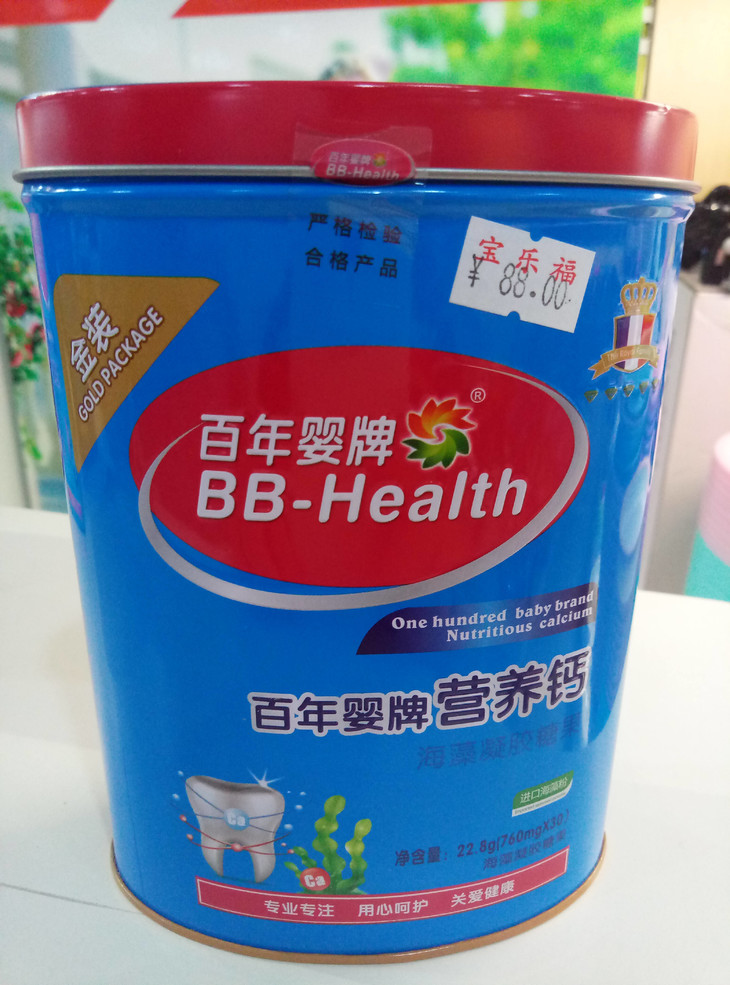 百年婴牌
BB-Health
严格检验
合格产品
宝乐福
¥ 88.00
金装
GOLD PACKAGE
百年婴牌 ®
BB-Health
One hundred baby brand
Nutritious calcium
百年婴牌 营养钙
海藻凝胶糖果
进口海藻粉
净含量: 22.8g(760mgX30)
海藻凝胶糖果
Ca
Ca
专业专注 用心呵护 关爱健康